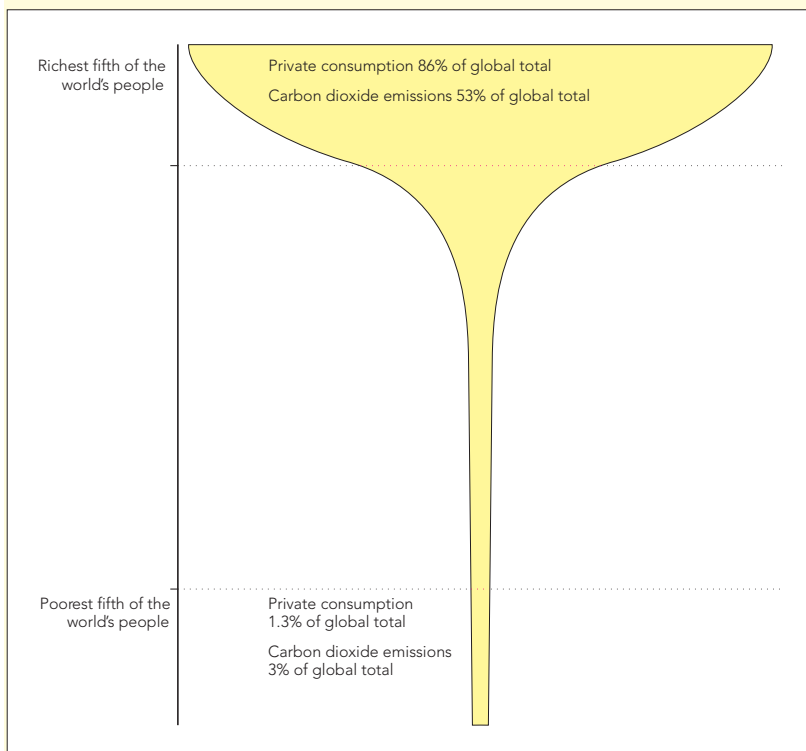 Richest fifth of the
world's people
Private consumption 86% of global total
Carbon dioxide emissions 53% of global total
Poorest fifth of the
world's people
Private consumption
1.3% of global total
Carbon dioxide emissions
3% of global total